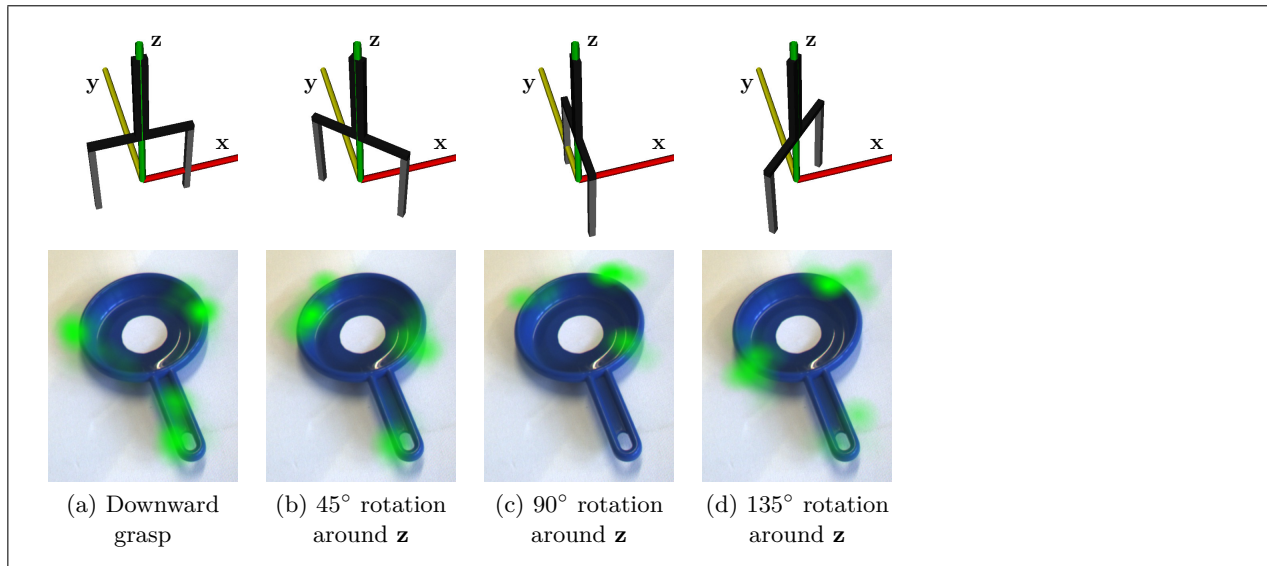 z
y
x
z
y
x
z
y
x
z
y
x
(a) Downward
grasp
(b) 45° rotation
around z
(c) 90° rotation
around z
(d) 135° rotation
around z